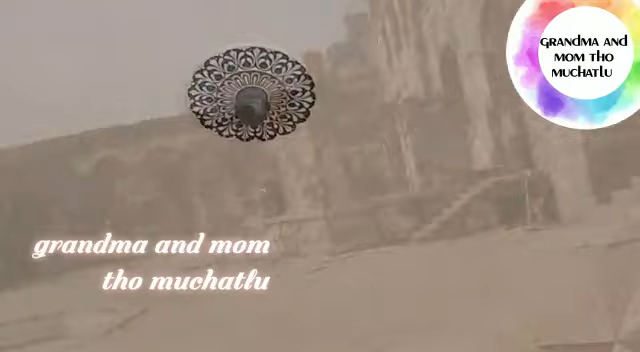 GRANDMA AND
MOM THO
MUCHATLU
grandma and mom
tho muchatlu